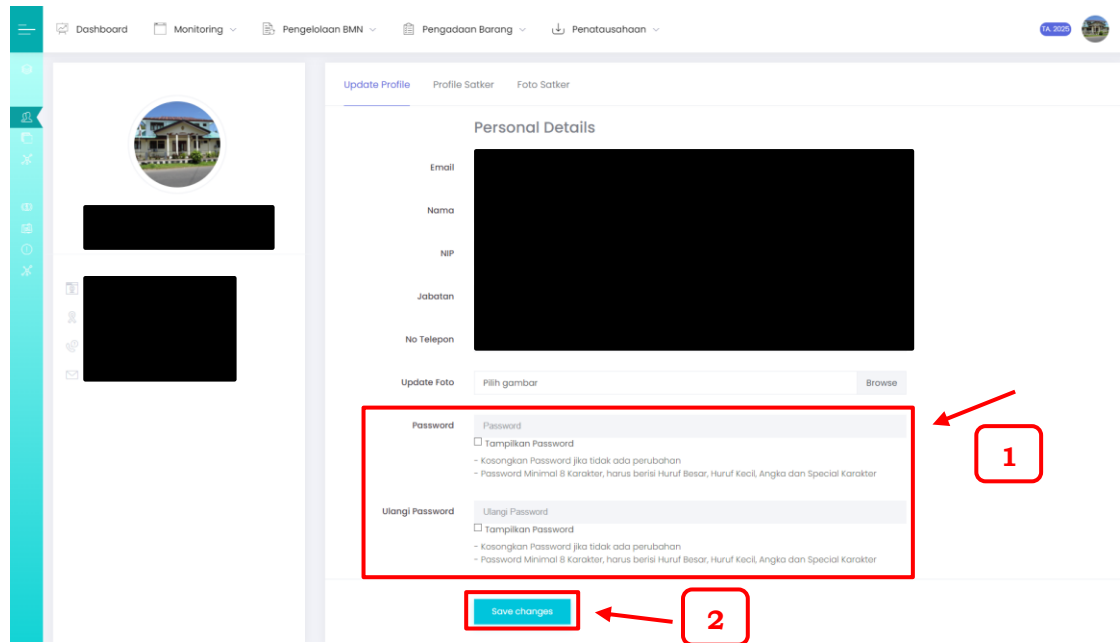 Dashboard
Monitoring
Pengelolaan BMN
Pengadaan Barang
Penatausahaan
TA. 2025
Update Profile
Profile Satker
Foto Satker
Personal Details
Email
Nama
NIP
Jabatan
No Telepon
Update Foto
Pilih gambar
Browse
Password
Password
Tampilkan Password
- Kosongkan Password jika tidak ada perubahan
- Password Minimal 8 Karakter, harus berisi Huruf Besar, Huruf Kecil, Angka dan Special Karakter
1
Ulangi Password
Ulangi Password
Tampilkan Password
- Kosongkan Password jika tidak ada perubahan
- Password Minimal 8 Karakter, harus berisi Huruf Besar, Huruf Kecil, Angka dan Special Karakter
Save changes
2